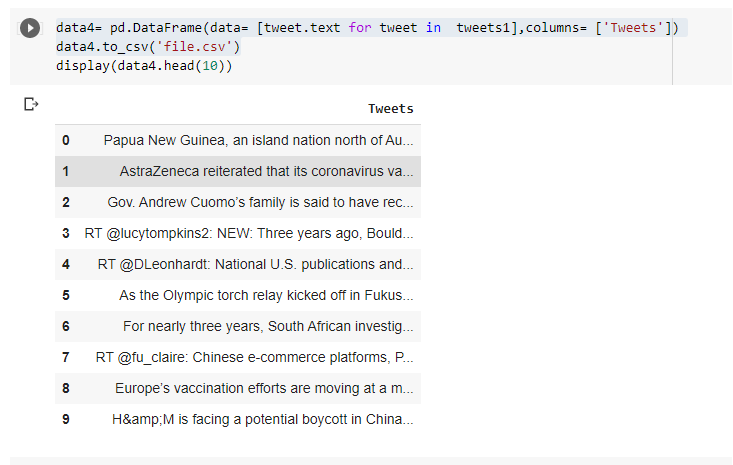 data4= pd.DataFrame(data= [tweet.text for tweet in  tweets1],columns= ['Tweets'])
data4.to_csv('file.csv')
display(data4.head(10))
Tweets
0 Papua New Guinea, an island nation north of Au...
1 AstraZeneca reiterated that its coronavirus va...
2 Gov. Andrew Cuomo’s family is said to have rec...
3 RT @lucytompkins2: NEW: Three years ago, Bould...
4 RT @DLeonhardt: National U.S. publications and...
5 As the Olympic torch relay kicked off in Fukus...
6 For nearly three years, South African investig...
7 RT @fu_claire: Chinese e-commerce platforms, P...
8 Europe’s vaccination efforts are moving at a m...
9 H&amp;M is facing a potential boycott in China...